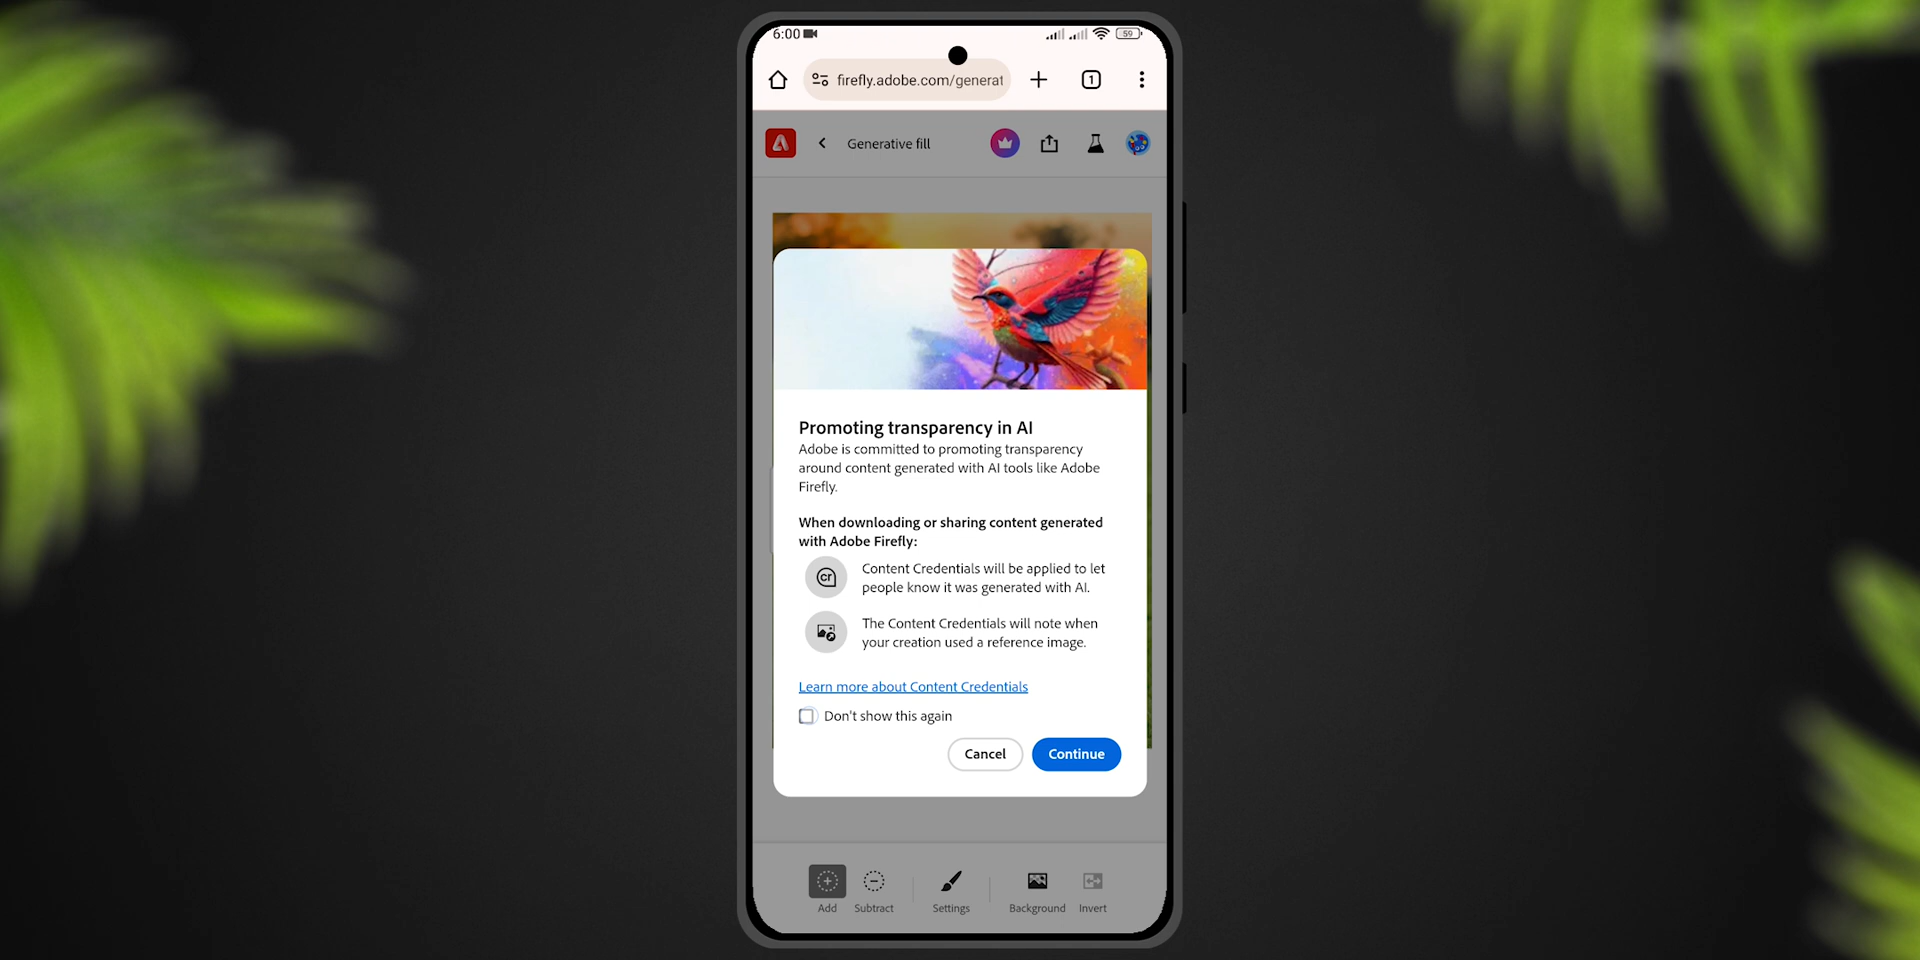 6:00
59
firefly.adobe.com/generat
1
Generative fill
Promoting transparency in AI
Adobe is committed to promoting transparency
around content generated with AI tools like Adobe
Firefly.
When downloading or sharing content generated
with Adobe Firefly:
cr
Content Credentials will be applied to let
people know it was generated with AI.
The Content Credentials will note when
your creation used a reference image.
Learn more about Content Credentials
Don't show this again
Cancel
Continue
Add
Subtract
Settings
Background
Invert